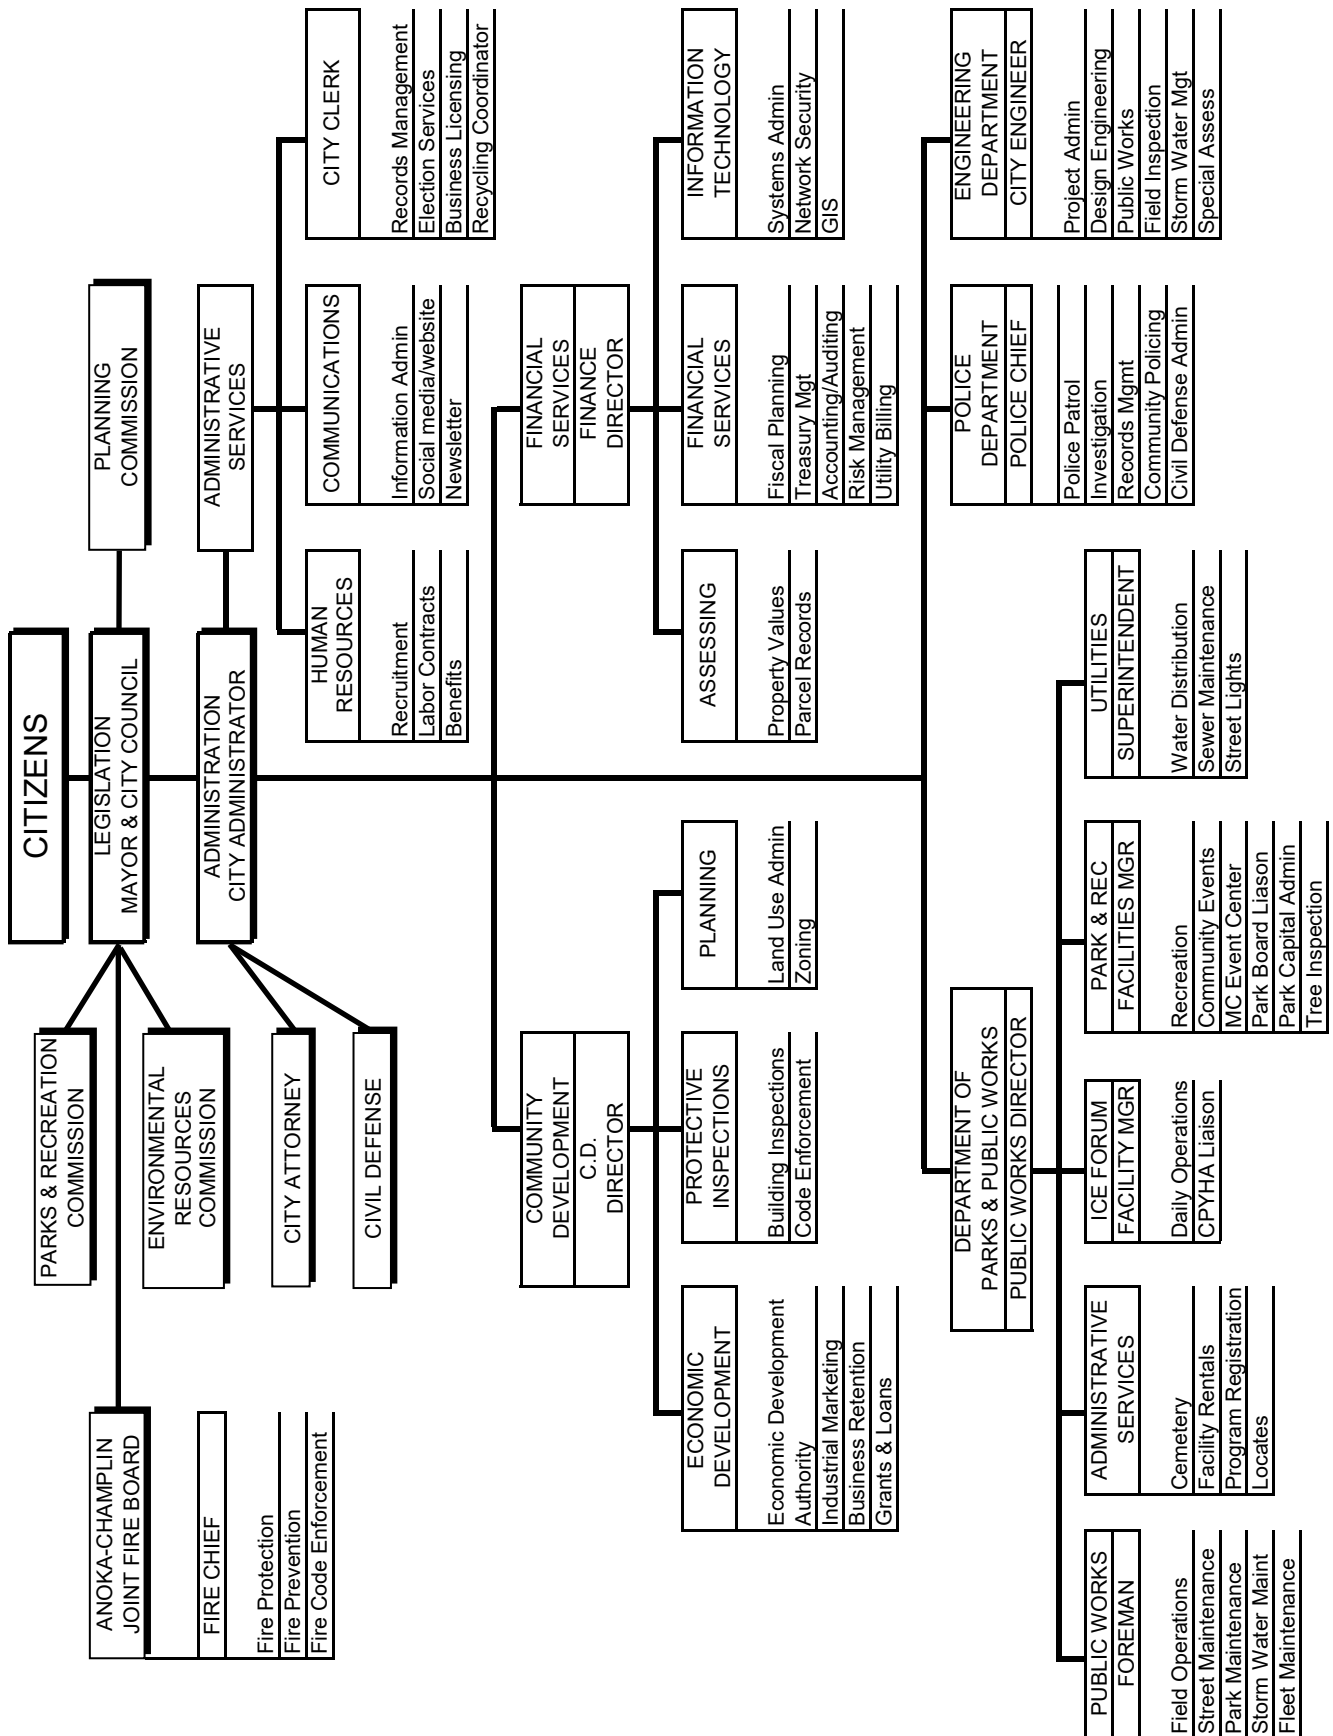 CITIZENS
LEGISLATION
MAYOR & CITY COUNCIL
PLANNING
COMMISSION
PARKS & RECREATION
COMMISSION
ENVIRONMENTAL
RESOURCES
COMMISSION
ANOKA-CHAMPLIN
JOINT FIRE BOARD
FIRE CHIEF
Fire Protection
Fire Prevention
Fire Code Enforcement
ADMINISTRATION
CITY ADMINISTRATOR
CITY ATTORNEY
CIVIL DEFENSE
ADMINISTRATIVE
SERVICES
HUMAN
RESOURCES
Recruitment
Labor Contracts
Benefits
COMMUNICATIONS
Information Admin
Social media/website
Newsletter
CITY CLERK
Records Management
Election Services
Business Licensing
Recycling Coordinator
COMMUNITY
DEVELOPMENT
C.D.
DIRECTOR
ECONOMIC
DEVELOPMENT
Economic Development
Authority
Industrial Marketing
Business Retention
Grants & Loans
PROTECTIVE
INSPECTIONS
Building Inspections
Code Enforcement
PLANNING
Land Use Admin
Zoning
FINANCIAL
SERVICES
FINANCE
DIRECTOR
ASSESSING
Property Values
Parcel Records
FINANCIAL
SERVICES
Fiscal Planning
Treasury Mgt
Accounting/Auditing
Risk Management
Utility Billing
INFORMATION
TECHNOLOGY
Systems Admin
Network Security
GIS
DEPARTMENT OF
PARKS & PUBLIC WORKS
PUBLIC WORKS DIRECTOR
PUBLIC WORKS
FOREMAN
Field Operations
Street Maintenance
Park Maintenance
Storm Water Maint
Fleet Maintenance
ADMINISTRATIVE
SERVICES
Cemetery
Facility Rentals
Program Registration
Locates
ICE FORUM
FACILITY MGR
Daily Operations
CPYHA Liaison
PARK & REC
FACILITIES MGR
Recreation
Community Events
MC Event Center
Park Board Liason
Park Capital Admin
Tree Inspection
UTILITIES
SUPERINTENDENT
Water Distribution
Sewer Maintenance
Street Lights
POLICE
DEPARTMENT
POLICE CHIEF
Police Patrol
Investigation
Records Mgmt
Community Policing
Civil Defense Admin
ENGINEERING
DEPARTMENT
CITY ENGINEER
Project Admin
Design Engineering
Public Works
Field Inspection
Storm Water Mgt
Special Assess